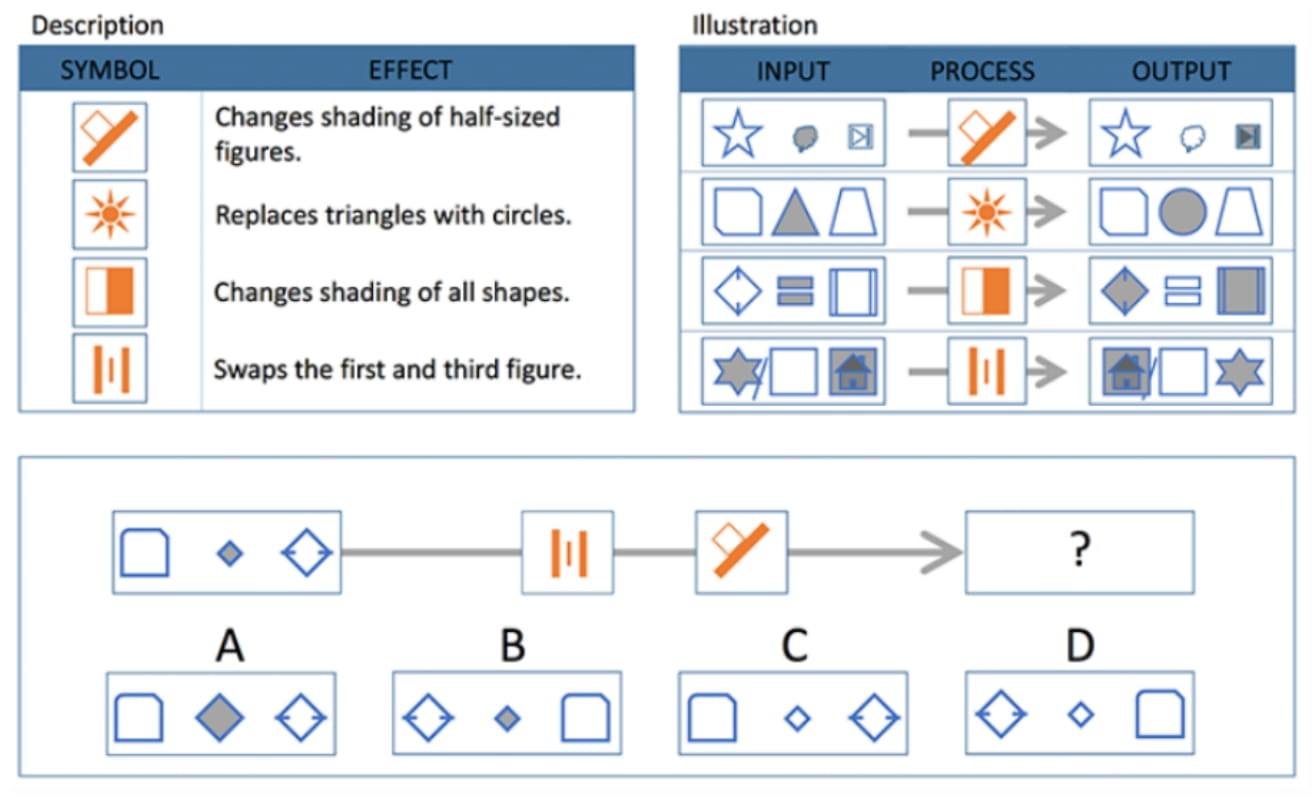 Description
SYMBOL EFFECT
Changes shading of half-sized
figures.
Replaces triangles with circles.
Changes shading of all shapes.
Swaps the first and third figure.
Illustration
INPUT PROCESS OUTPUT
?
A B C D